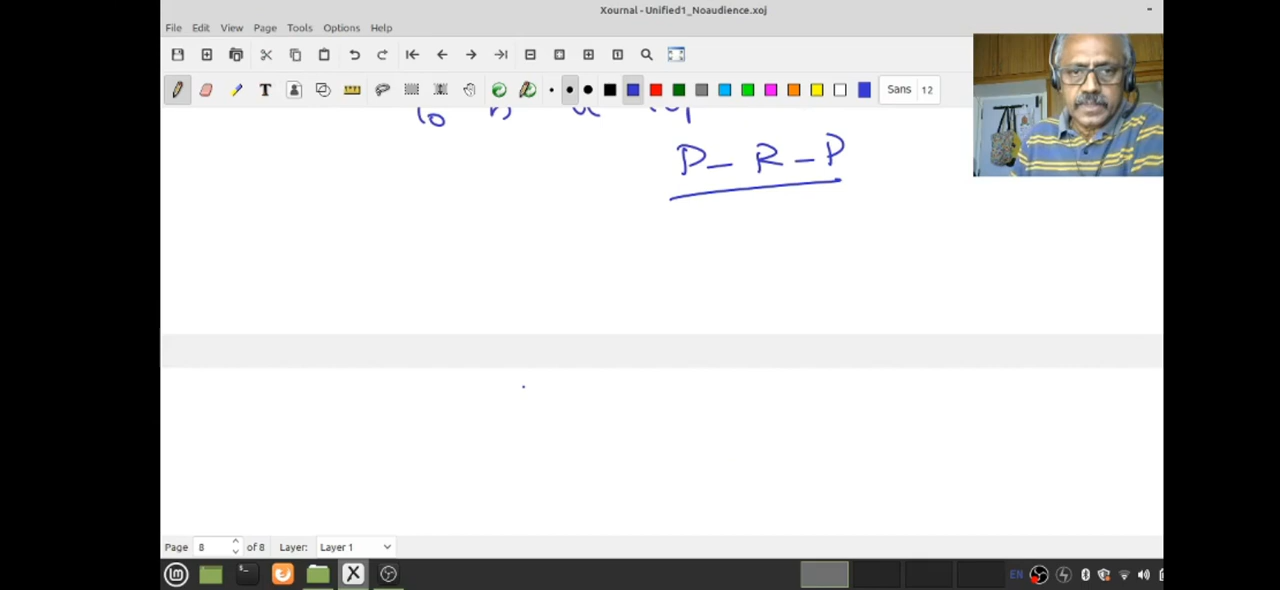 Xournal - Unified1_Noaudience.xoj
File Edit View Page Tools Options Help
Sans 12
P - R - P
Page 8 of 8 Layer: Layer 1
EN